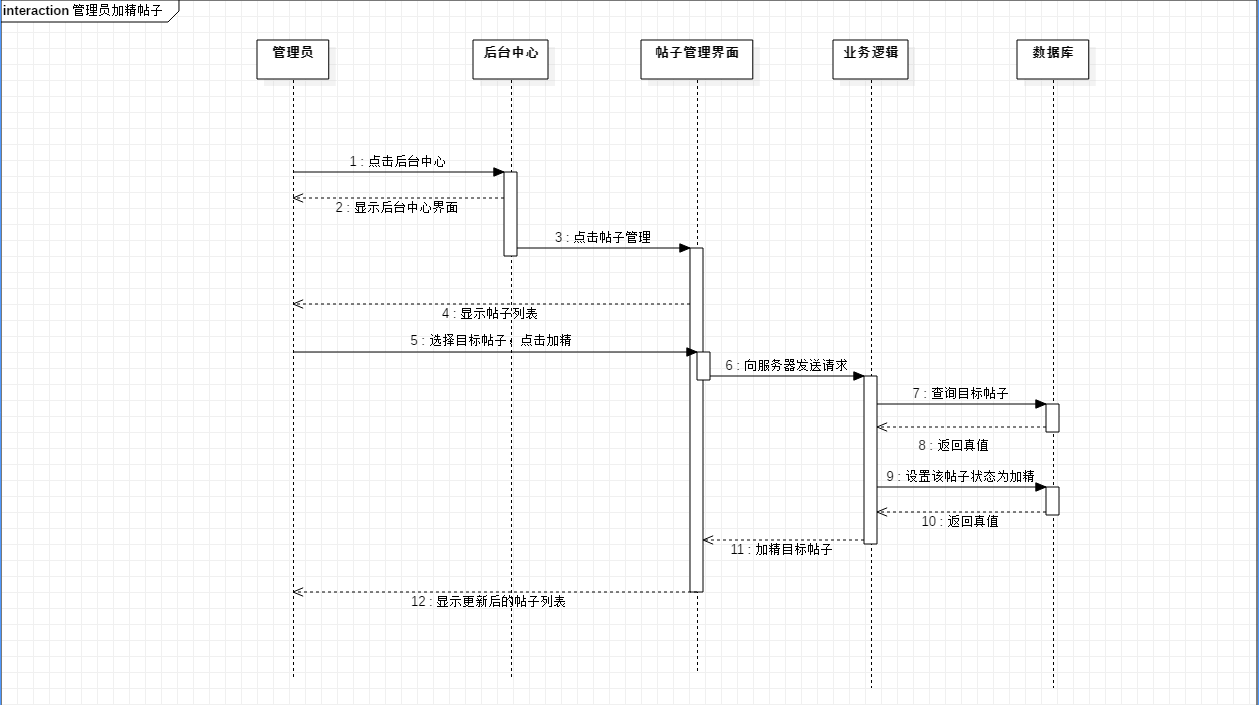 interaction 管理员加精帖子
管理员
后台中心
帖子管理界面
业务逻辑
数据库
1 : 点击后台中心
2 : 显示后台中心界面
3 : 点击帖子管理
4 : 显示帖子列表
5 : 选择目标帖子，点击加精
6 : 向服务器发送请求
7 : 查询目标帖子
8 : 返回真值
9 : 设置该帖子状态为加精
10 : 返回真值
11 : 加精目标帖子
12 : 显示更新后的帖子列表